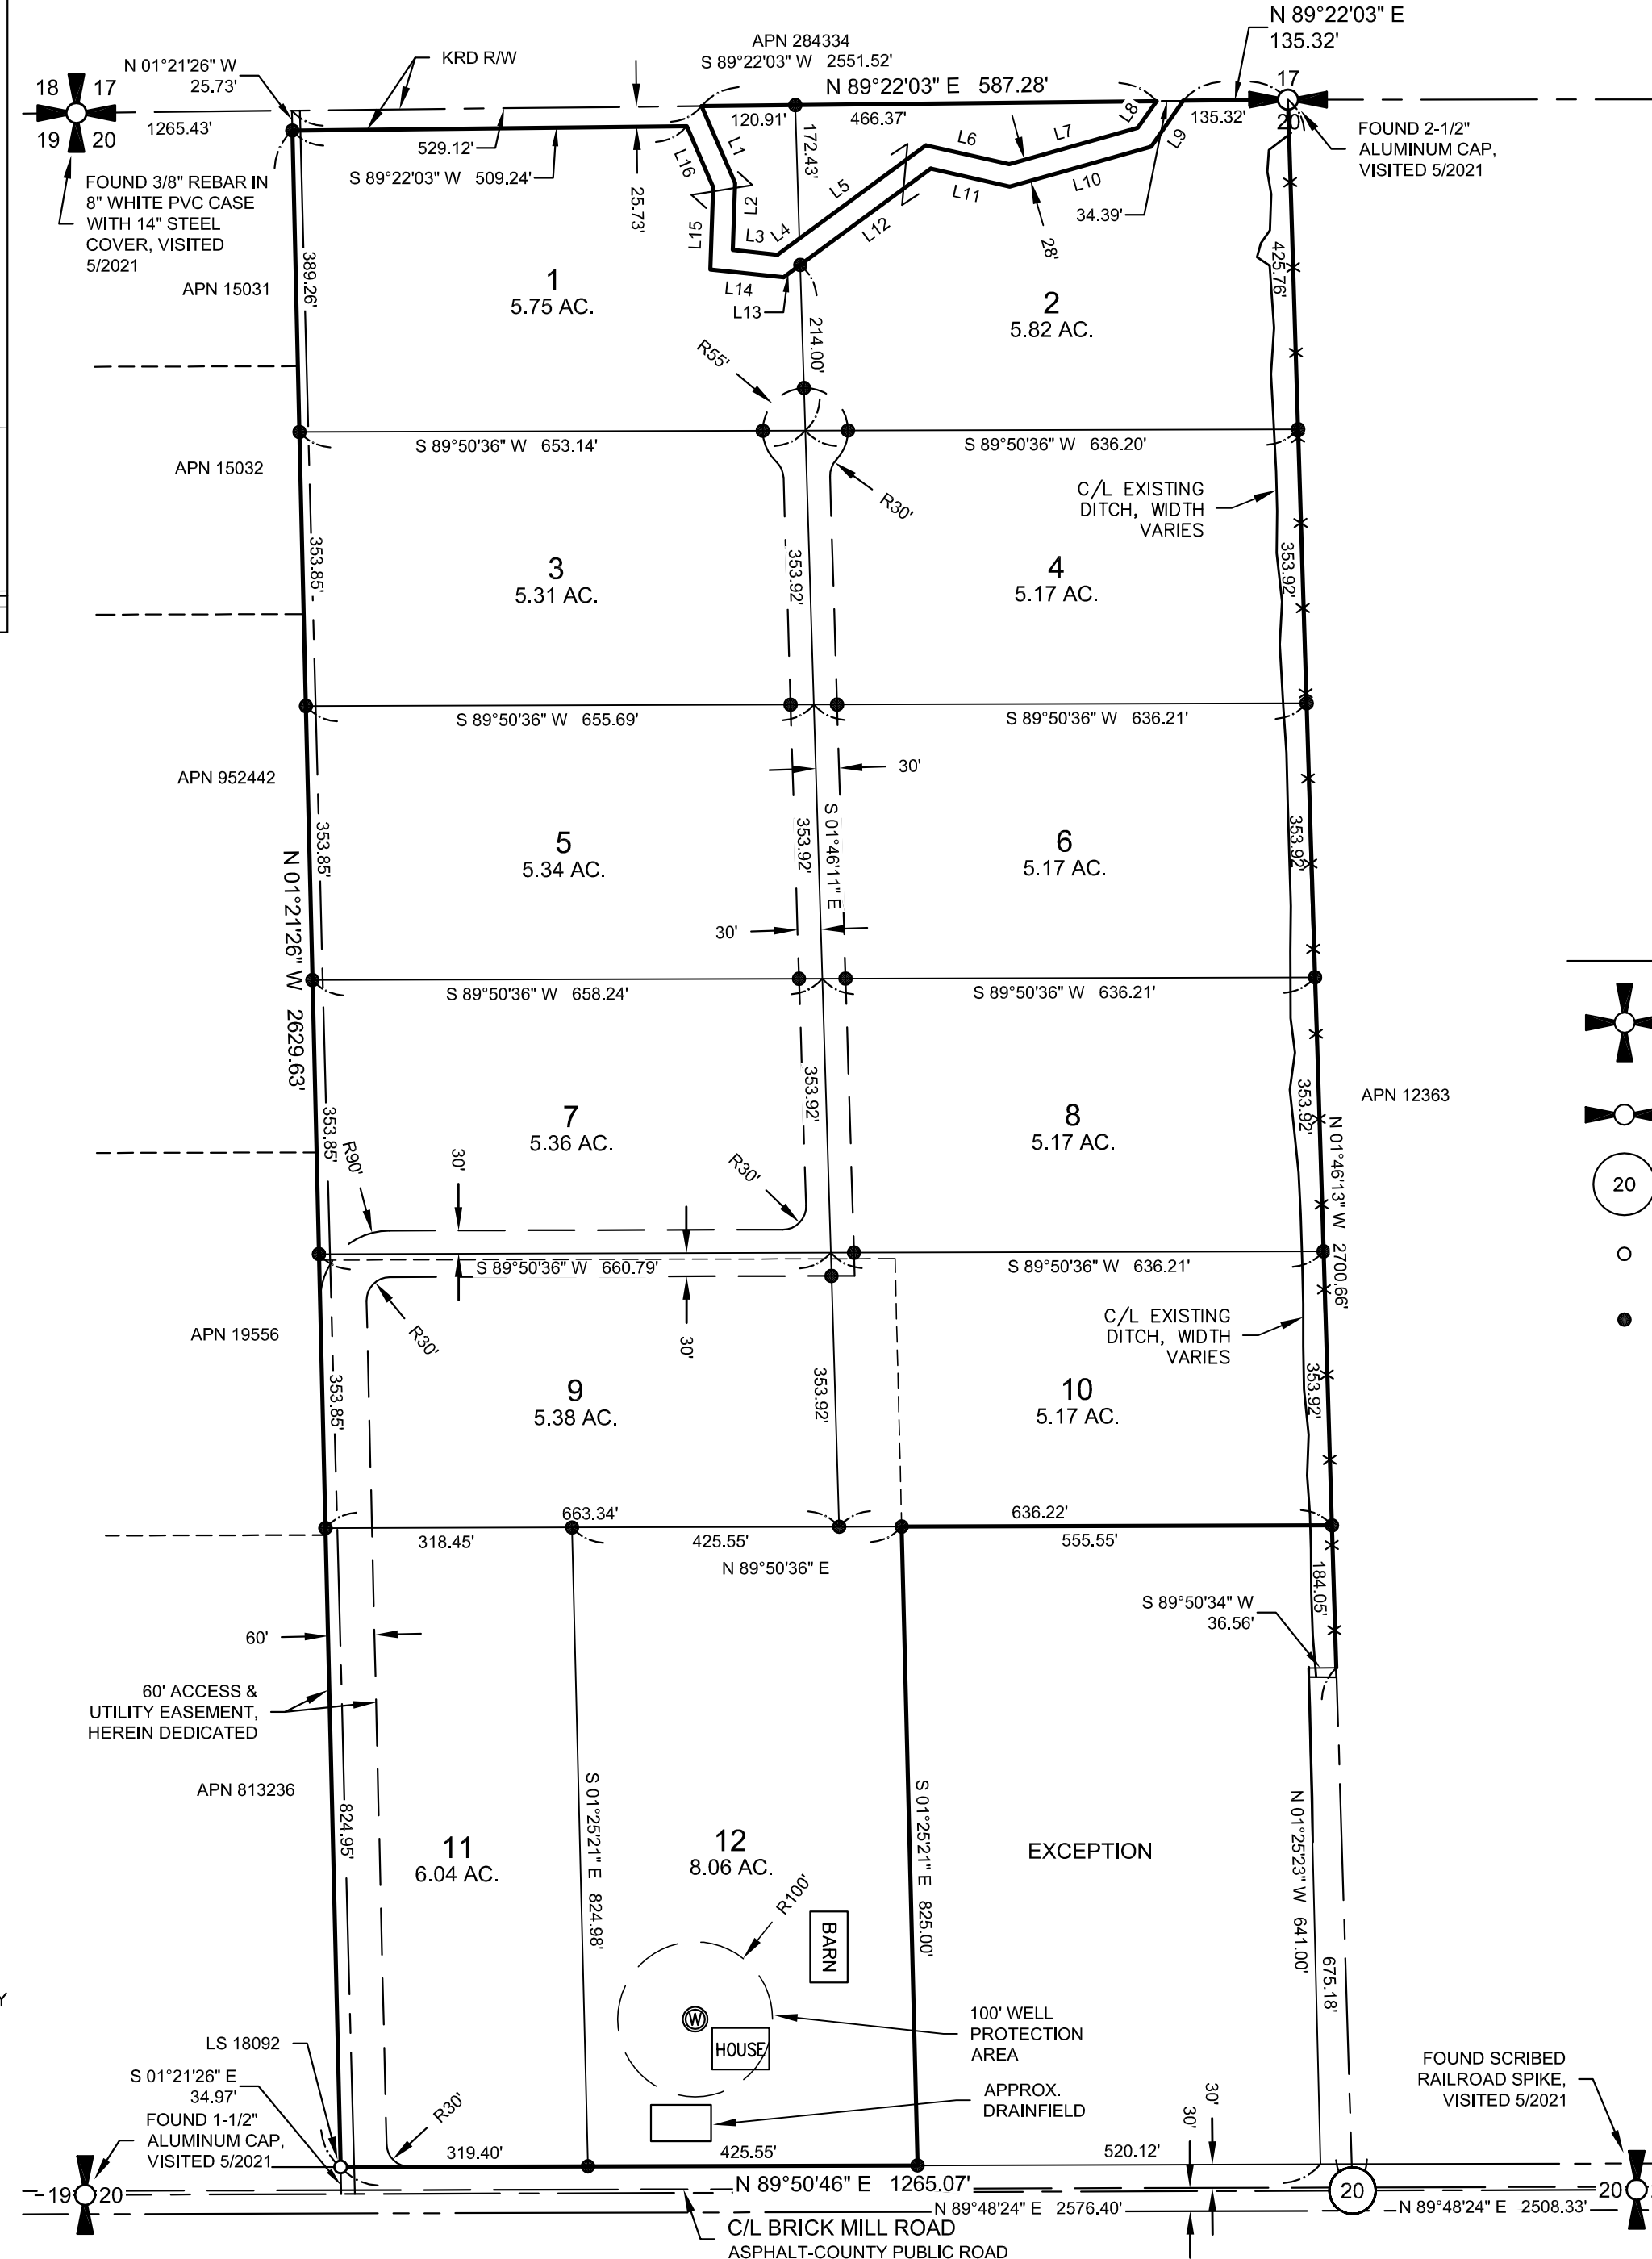 N 89°22'03" E
135.32'
APN 284334
S 89°22'03" W 2551.52'
N 89°22'03" E 587.28'
KRD R/W
N 01°21'26" W
25.73'
18 17
19 20
1265.43'
529.12'
S 89°22'03" W 509.24'
120.91'
466.37'
135.32'
17
20
FOUND 2-1/2"
ALUMINUM CAP,
VISITED 5/2021
FOUND 3/8" REBAR IN
8" WHITE PVC CASE
WITH 14" STEEL
COVER, VISITED
5/2021
L1
L2
L3
L4
L5
L6
L7
L8
L9
L10
L11
L12
L13
L14
L15
L16
172.43'
25.73'
34.39'
28'
425.76'
389.26'
APN 15031
1
5.75 AC.
2
5.82 AC.
214.00'
R55'
S 89°50'36" W 653.14'
S 89°50'36" W 636.20'
APN 15032
R30'
C/L EXISTING
DITCH, WIDTH
VARIES
353.85'
353.92'
353.92'
3
5.31 AC.
4
5.17 AC.
S 89°50'36" W 655.69'
S 89°50'36" W 636.21'
APN 952442
30'
353.85'
353.92'
S 01°46'11" E
353.92'
5
5.34 AC.
6
5.17 AC.
30'
N 01°21'26" W 2629.63'
S 89°50'36" W 658.24'
S 89°50'36" W 636.21'
353.85'
353.92'
353.92'
APN 12363
7
5.36 AC.
8
5.17 AC.
N 01°46'13" W 2700.66'
R90'
30'
R30'
20
S 89°50'36" W 660.79'
S 89°50'36" W 636.21'
APN 19556
R30'
30'
C/L EXISTING
DITCH, WIDTH
VARIES
353.85'
353.92'
353.92'
9
5.38 AC.
10
5.17 AC.
663.34'
636.22'
318.45'
425.55'
555.55'
N 89°50'36" E
184.05'
S 89°50'34" W
36.56'
60'
60' ACCESS &
UTILITY EASEMENT,
HEREIN DEDICATED
APN 813236
824.95'
S 01°25'21" E 824.98'
S 01°25'21" E 825.00'
N 01°25'23" W 641.00'
675.18'
11
6.04 AC.
12
8.06 AC.
EXCEPTION
R100'
BARN
W
HOUSE
100' WELL
PROTECTION
AREA
APPROX.
DRAINFIELD
Y
LS 18092
S 01°21'26" E
34.97'
FOUND 1-1/2"
ALUMINUM CAP,
VISITED 5/2021
R30'
FOUND SCRIBED
RAILROAD SPIKE,
VISITED 5/2021
30'
30'
319.40'
425.55'
520.12'
N 89°50'46" E 1265.07'
19 20
20
20
N 89°48'24" E 2576.40'
N 89°48'24" E 2508.33'
C/L BRICK MILL ROAD
ASPHALT-COUNTY PUBLIC ROAD